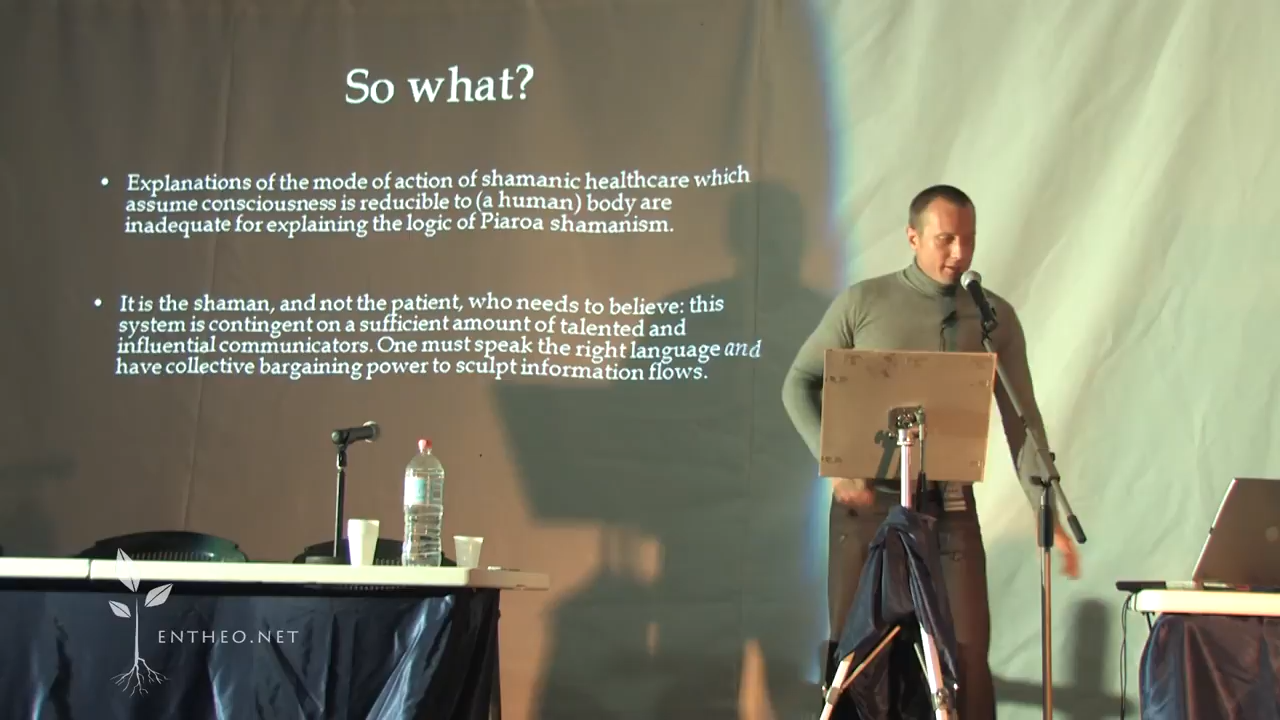 So what?
• Explanations of the mode of action of shamanic healthcare which
assume consciousness is reducible to (a human) body are
inadequate for explaining the logic of Piaroa shamanism.
• It is the shaman, and not the patient, who needs to believe: this
system is contingent on a sufficient amount of talented and
influential communicators. One must speak the right language and
have collective bargaining power to sculpt information flows.
ENTHEO.NET